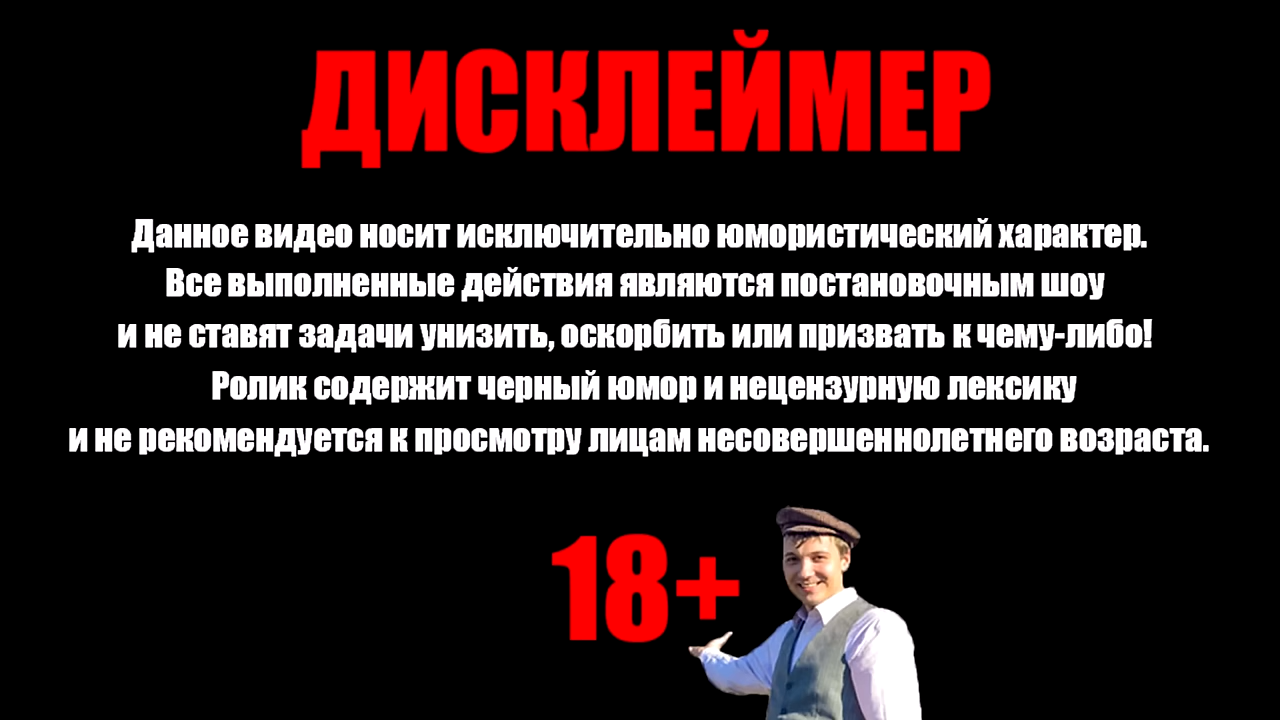 ДИСКЛЕЙМЕР
Данное видео носит исключительно юмористический характер.
Все выполненные действия являются постановочным шоу
и не ставят задачи унизить, оскорбить или призвать к чему-либо!
Ролик содержит черный юмор и нецензурную лексику
и не рекомендуется к просмотру лицам несовершеннолетнего возраста.
18+